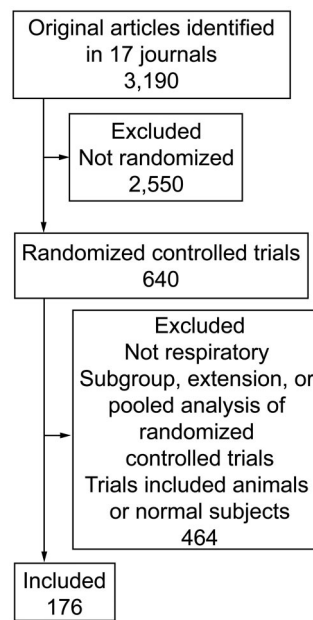 Original articles identified
in 17 journals
3,190
Excluded
Not randomized
2,550
Randomized controlled trials
640
Excluded
Not respiratory
Subgroup, extension, or
pooled analysis of
randomized
controlled trials
Trials included animals
or normal subjects
464
Included
176